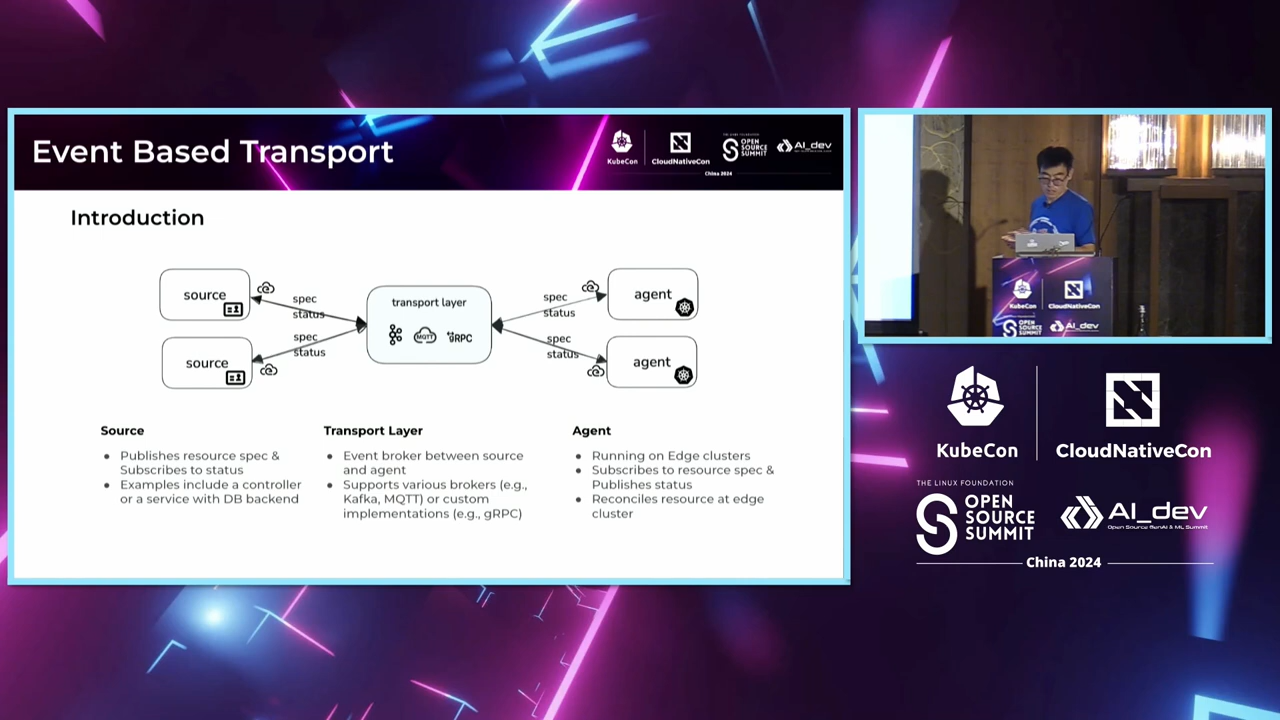 Event Based Transport
KubeCon
CloudNativeCon
THE LINUX FOUNDATION
OPEN
SOURCE
SUMMIT
AI_dev
China 2024
Introduction
source
spec
status
transport layer
MQTT
gRPC
spec
status
agent
source
spec
status
spec
status
agent
Source
Publishes resource spec &
Subscribes to status
Examples include a controller
or a service with DB backend
Transport Layer
Event broker between source
and agent
Supports various brokers (e.g.,
Kafka, MQTT) or custom
implementations (e.g., gRPC)
Agent
Running on Edge clusters
Subscribes to resource spec &
Publishes status
Reconciles resource at edge
cluster
KubeCon
CloudNativeCon
OPEN
SOURCE
SUMMIT
AI_dev
KubeCon
CloudNativeCon
THE LINUX FOUNDATION
OPEN
SOURCE
SUMMIT
AI_dev
Open Source GenAI & ML Summit
China 2024